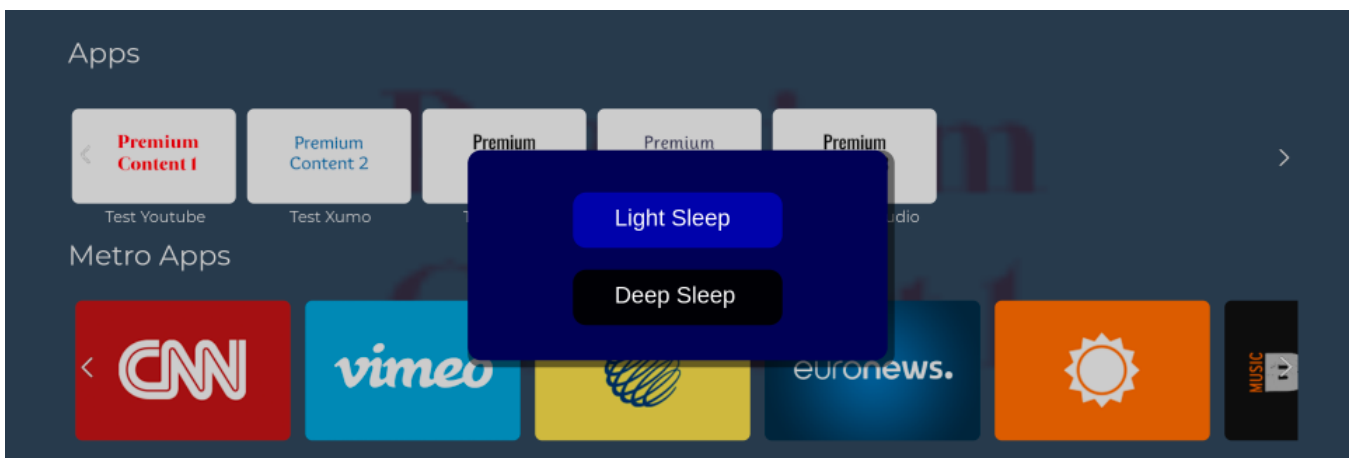 Apps
Premium
Content 1
Premium
Content 2
Premium
Premium
Premium
Test Youtube
Test Xumo
Light Sleep
Metro Apps
Deep Sleep
CNN
vimeo
euronews.
MUSIC